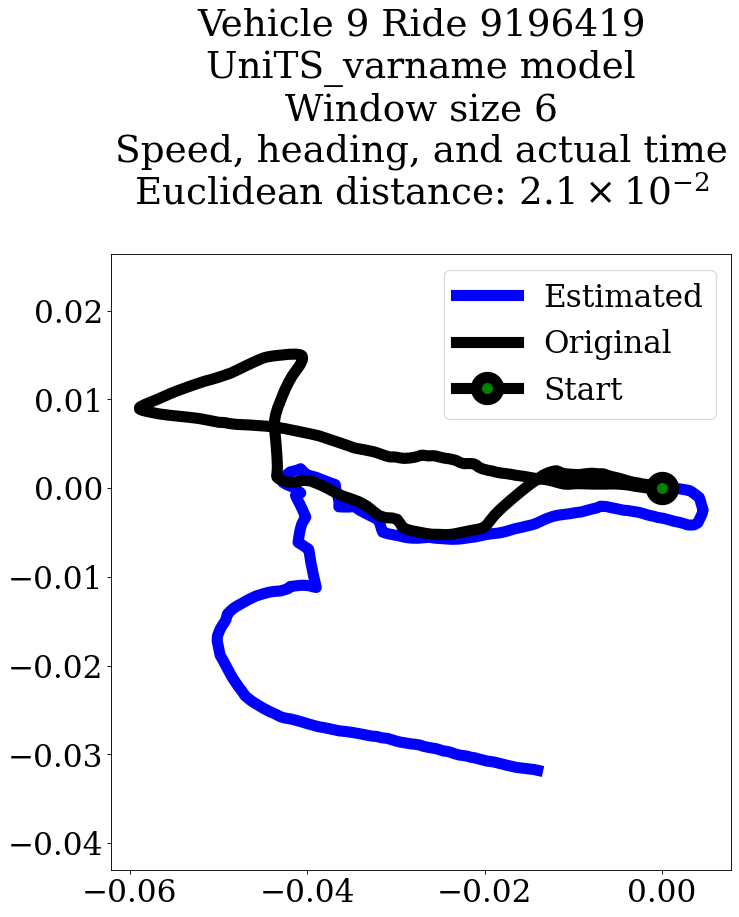 Vehicle 9 Ride 9196419
UniTS_varname model
Window size 6
Speed, heading, and actual time
Euclidean distance: 2.1 × 10⁻²
Estimated
Original
Start
0.02
0.01
0.00
−0.01
−0.02
−0.03
−0.04
−0.06
−0.04
−0.02
0.00